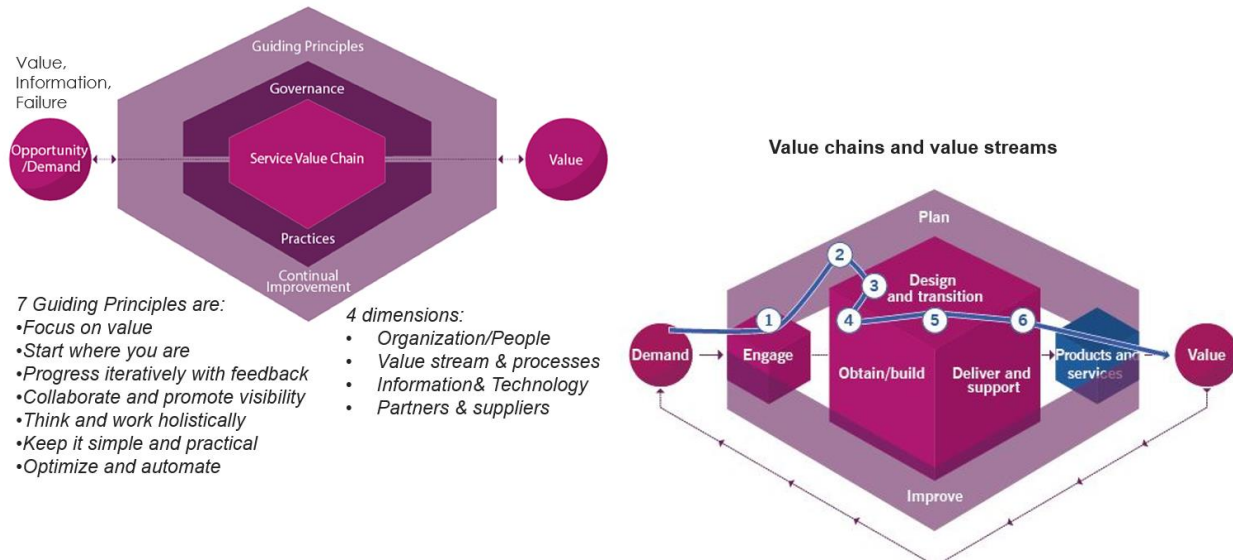 Guiding Principles
Value,
Information,
Failure
Governance
Opportunity
/Demand
Service Value Chain
Value
Practices
Continual
Improvement
7 Guiding Principles are:
•Focus on value
•Start where you are
•Progress iteratively with feedback
•Collaborate and promote visibility
•Think and work holistically
•Keep it simple and practical
•Optimize and automate
4 dimensions:
• Organization/People
• Value stream & processes
• Information& Technology
• Partners & suppliers
Value chains and value streams
Plan
2
Design
and transition
3
1
4
5
6
Demand
Engage
Obtain/build
Deliver and
support
Products and
services
Value
Improve